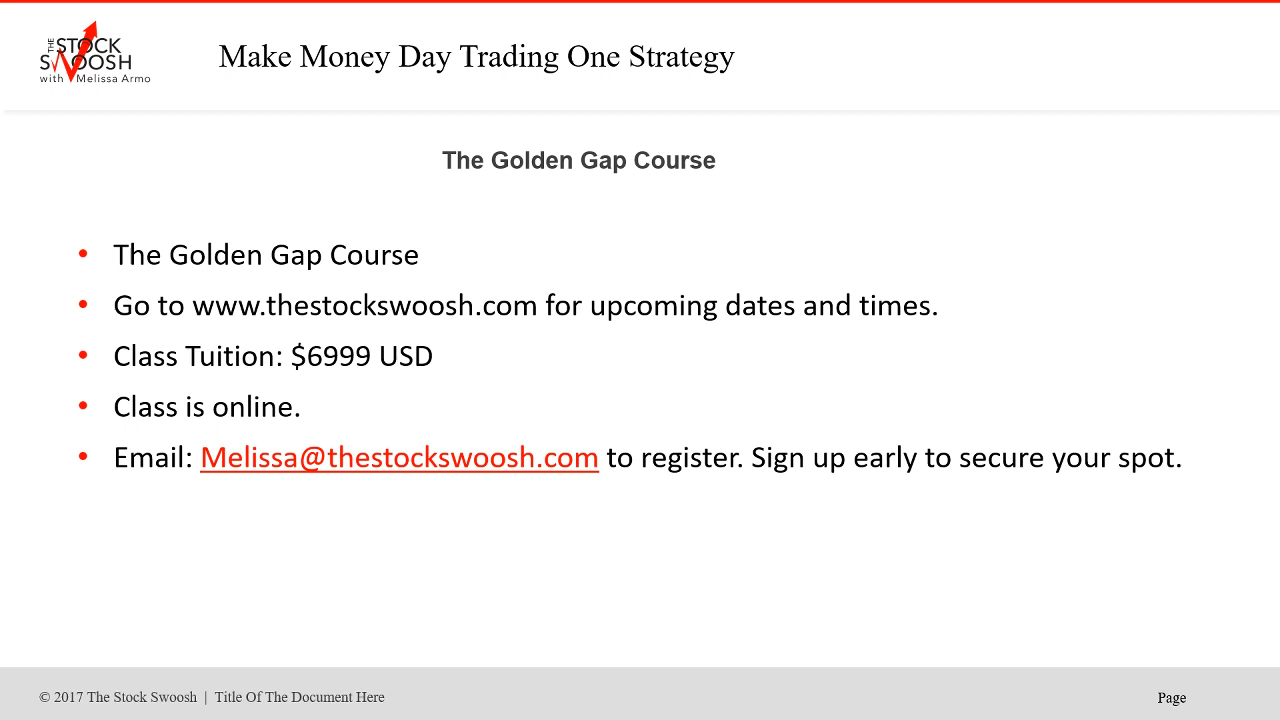 THE
STOCK
SWOOSH
with Melissa Armo
Make Money Day Trading One Strategy
The Golden Gap Course
• The Golden Gap Course
• Go to www.thestockswoosh.com for upcoming dates and times.
• Class Tuition: $6999 USD
• Class is online.
• Email: Melissa@thestockswoosh.com to register. Sign up early to secure your spot.
© 2017 The Stock Swoosh | Title Of The Document Here
Page